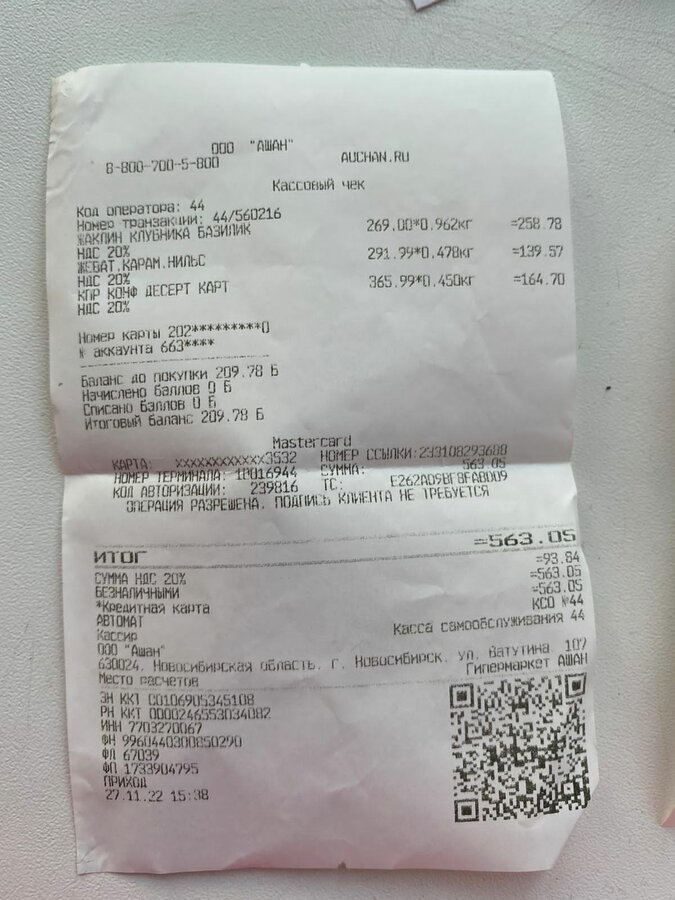 ООО "АШАН"
8-800-700-5-800 AUCHAN.RU
Кассовый чек
Код оператора: 44
Номер транзакции: 44/560216
ЖАКЛИН КЛУБНИКА БАЗИЛИК 269.00*0.962кг =258.78
НДС 20%
ЖЕВАТ.КАРАМ.НИЛЬС 291.99*0.478кг =139.57
НДС 20%
КПР КОНФ ДЕСЕРТ КАРТ 365.99*0.450кг =164.70
НДС 20%
Номер карты 202*********0
№ аккаунта 663****
Баланс до покупки 209.78 Б
Начислено баллов 0 Б
Списано баллов 0 Б
Итоговый баланс 209.78 Б
Mastercard
КАРТА: XXXXXXXXXXXX3532 НОМЕР ССЫЛКИ:233108293688
НОМЕР ТЕРМИНАЛА: 10016944 СУММА: 563.05
КОД АВТОРИЗАЦИИ: 239816 TC: E262AD9BF8FABD09
ОПЕРАЦИЯ РАЗРЕШЕНА. ПОДПИСЬ КЛИЕНТА НЕ ТРЕБУЕТСЯ
ИТОГ =563.05
СУММА НДС 20% =93.84
БЕЗНАЛИЧНЫМИ =563.05
*Кредитная карта =563.05
АВТОМАТ КСО №44
Кассир Касса самообслуживания 44
ООО "Ашан"
630024, Новосибирская область, г. Новосибирск, ул. Ватутина, 107
Место расчетов Гипермаркет АШАН
ЗН ККТ 00106905345108
РН ККТ 0000246553034082
ИНН 7703270067
ФН 9960440300850290
ФД 67039
ФП 1733904795
ПРИХОД
27.11.22 15:38